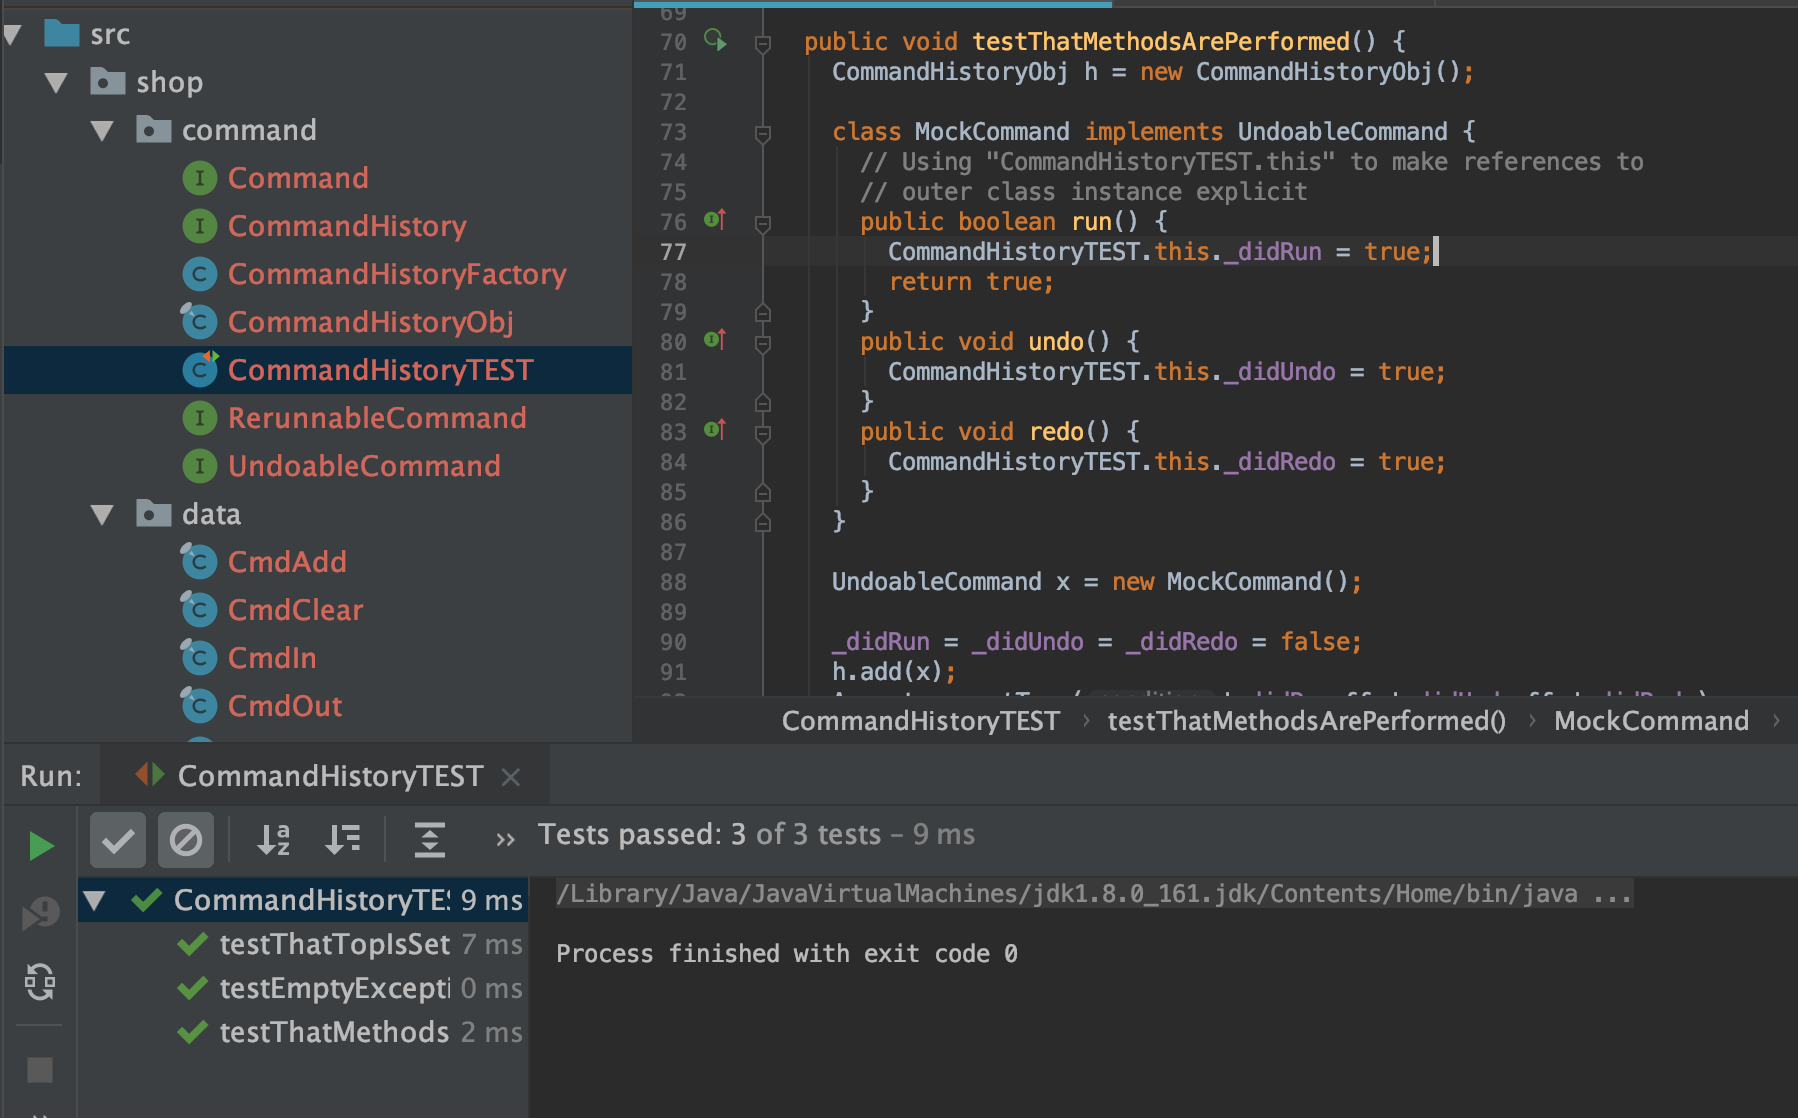 src
shop
command
Command
CommandHistory
CommandHistoryFactory
CommandHistoryObj
CommandHistoryTEST
RerunnableCommand
UndoableCommand
data
CmdAdd
CmdClear
CmdIn
CmdOut
69
70 public void testThatMethodsArePerformed() {
71 CommandHistoryObj h = new CommandHistoryObj();
72
73 class MockCommand implements UndoableCommand {
74 // Using "CommandHistoryTEST.this" to make references to
75 // outer class instance explicit
76 public boolean run() {
77 CommandHistoryTEST.this._didRun = true;
78 return true;
79 }
80 public void undo() {
81 CommandHistoryTEST.this._didUndo = true;
82 }
83 public void redo() {
84 CommandHistoryTEST.this._didRedo = true;
85 }
86 }
87
88 UndoableCommand x = new MockCommand();
89
90 _didRun = _didUndo = _didRedo = false;
91 h.add(x);
CommandHistoryTEST › testThatMethodsArePerformed() › MockCommand ›
Run: CommandHistoryTEST ×
Tests passed: 3 of 3 tests – 9 ms
CommandHistoryTE 9 ms
testThatTopIsSet 7 ms
testEmptyExcepti 0 ms
testThatMethods 2 ms
/Library/Java/JavaVirtualMachines/jdk1.8.0_161.jdk/Contents/Home/bin/java ...
Process finished with exit code 0